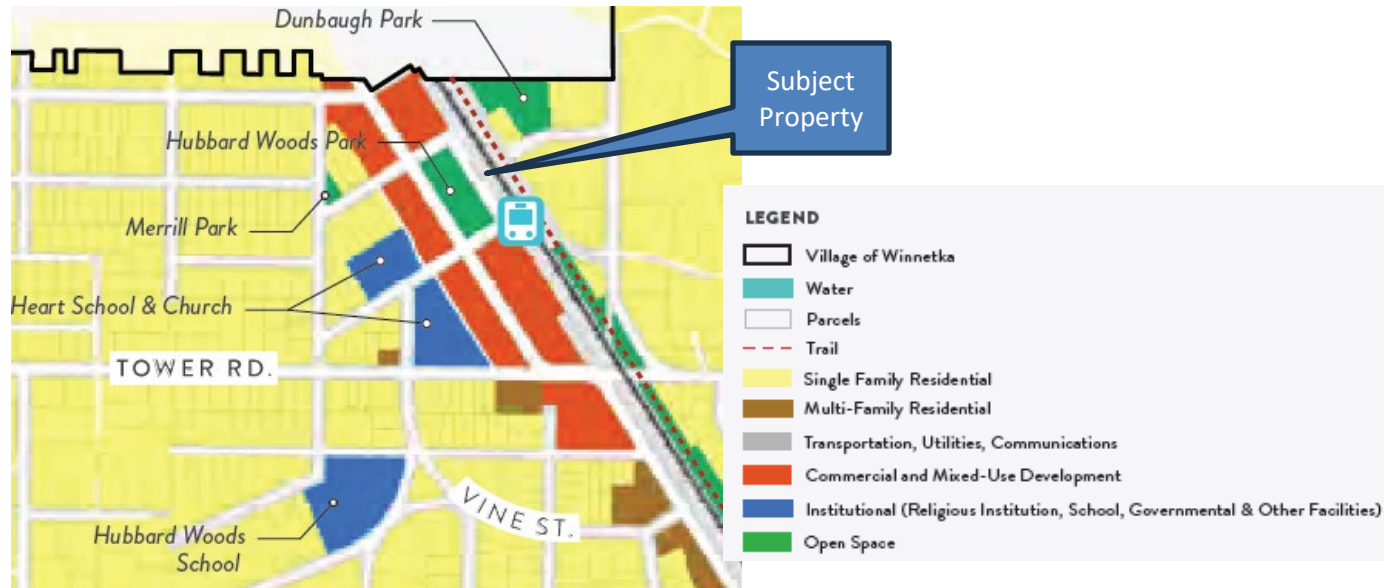 Dunbaugh Park
Subject
Property
Hubbard Woods Park
Merrill Park
Heart School & Church
TOWER RD.
VINE ST.
Hubbard Woods
School
LEGEND
Village of Winnetka
Water
Parcels
Trail
Single Family Residential
Multi-Family Residential
Transportation, Utilities, Communications
Commercial and Mixed-Use Development
Institutional (Religious Institution, School, Governmental & Other Facilities)
Open Space